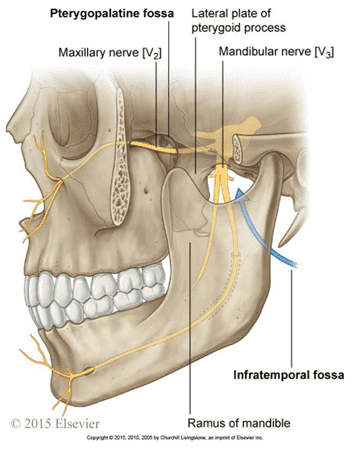 Pterygopalatine fossa
Lateral plate of
pterygoid process
Maxillary nerve [V2]
Mandibular nerve [V3]
Infratemporal fossa
Ramus of mandible
© 2015 Elsevier
Copyright © 2015, 2010, 2005 by Churchill Livingstone, an imprint of Elsevier Inc.